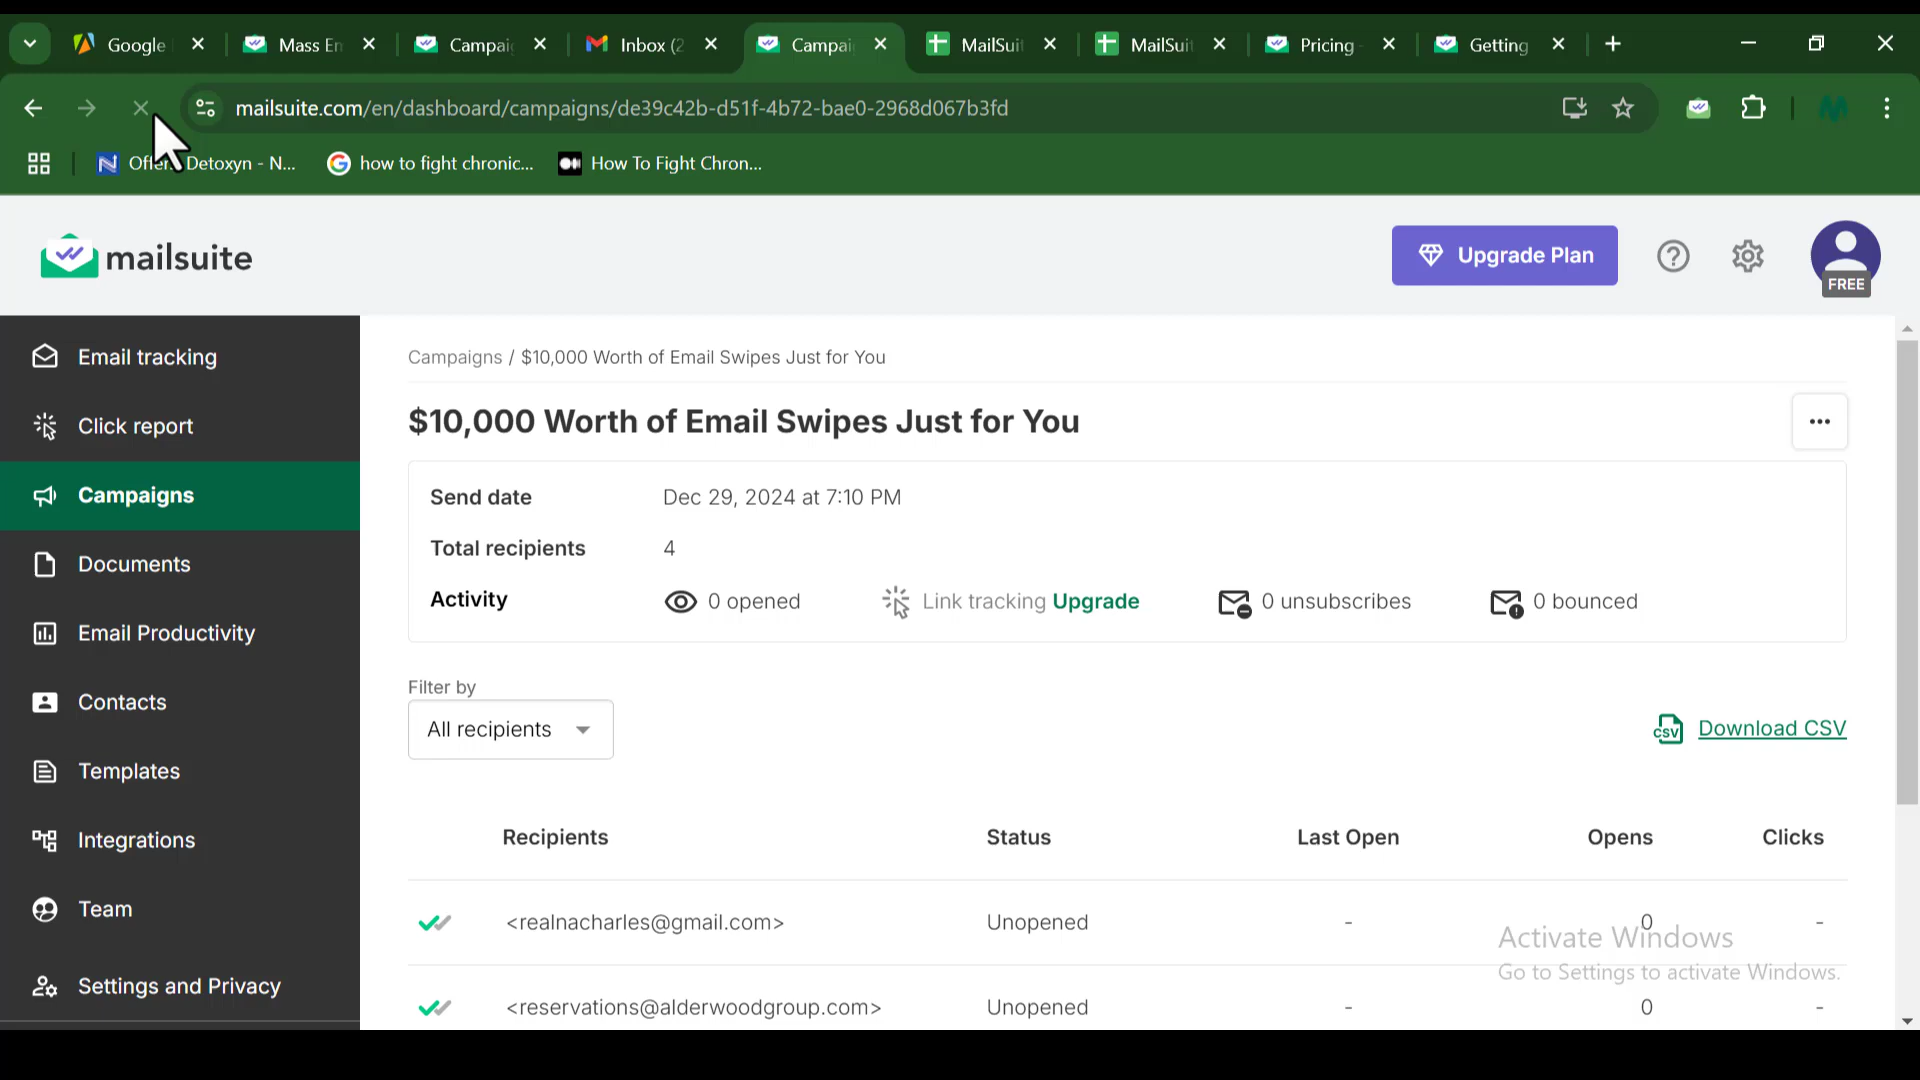 Google
Mass En
Campai
Inbox (2
Campai
MailSuit
MailSuit
Pricing
Getting
mailsuite.com/en/dashboard/campaigns/de39c42b-d51f-4b72-bae0-2968d067b3fd
Detoxyn - N...
how to fight chronic...
How To Fight Chron...
mailsuite
Upgrade Plan
FREE
Email tracking
Click report
Campaigns
Documents
Email Productivity
Contacts
Templates
Integrations
Team
Settings and Privacy
Campaigns / $10,000 Worth of Email Swipes Just for You
$10,000 Worth of Email Swipes Just for You
Send date Dec 29, 2024 at 7:10 PM
Total recipients 4
Activity 0 opened Link tracking Upgrade 0 unsubscribes 0 bounced
Filter by
All recipients
CSV Download CSV
Recipients Status Last Open Opens Clicks
<realnacharles@gmail.com> Unopened - 0 -
<reservations@alderwoodgroup.com> Unopened - 0 -
Activate Windows
Go to Settings to activate Windows.